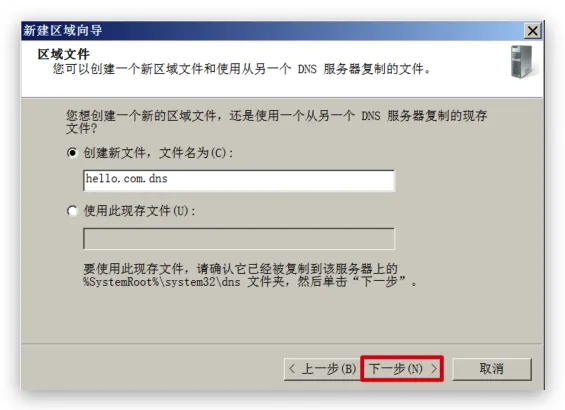 新建区域向导
区域文件
您可以创建一个新区域文件和使用从另一个 DNS 服务器复制的文件。
您想创建一个新的区域文件，还是使用一个从另一个 DNS 服务器复制的现存
文件?
创建新文件，文件名为(C):
hello.com.dns
使用此现存文件(U):
要使用此现存文件，请确认它已经被复制到该服务器上的
%SystemRoot%\system32\dns 文件夹，然后单击“下一步”。
< 上一步(B) 下一步(N) > 取消